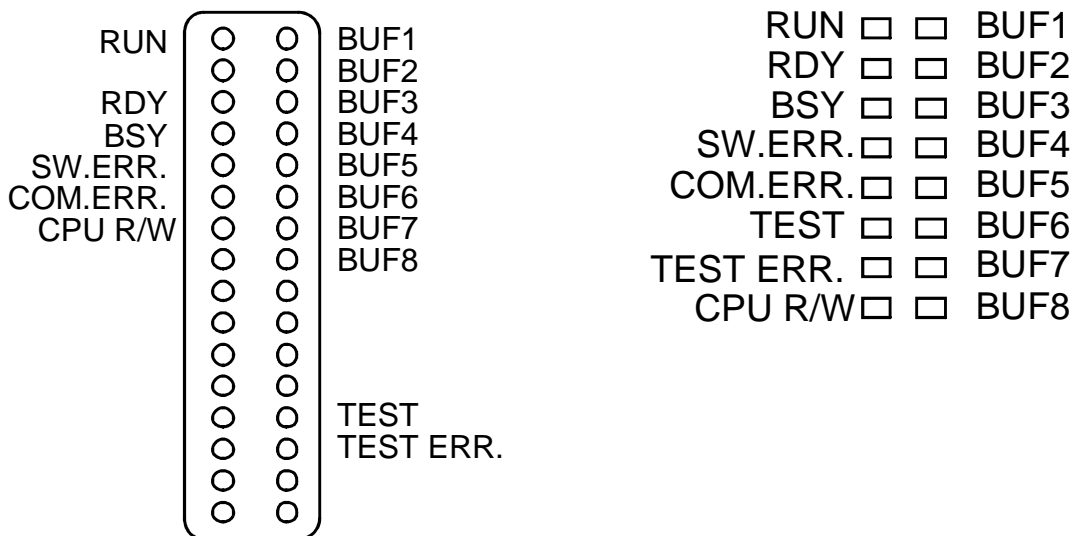 RUN BUF1
BUF2
RDY BUF3
BSY BUF4
SW.ERR. BUF5
COM.ERR. BUF6
CPU R/W BUF7
BUF8
TEST
TEST ERR.
RUN BUF1
RDY BUF2
BSY BUF3
SW.ERR. BUF4
COM.ERR. BUF5
TEST BUF6
TEST ERR. BUF7
CPU R/W BUF8